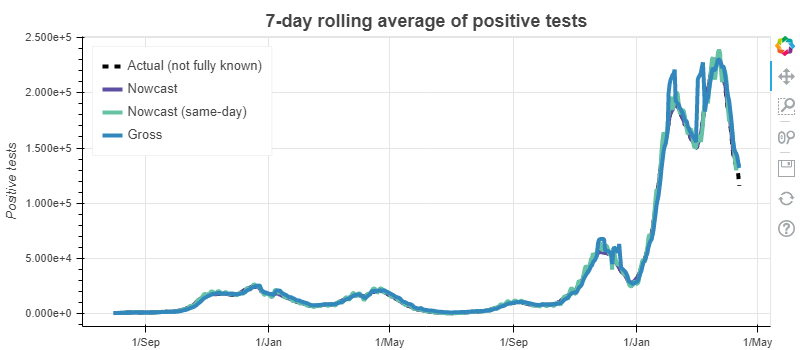 7-day rolling average of positive tests
2.500e+5
2.000e+5
1.500e+5
1.000e+5
5.000e+4
0.000e+0
Positive tests
Actual (not fully known)
Nowcast
Nowcast (same-day)
Gross
1/Sep
1/Jan
1/May
1/Sep
1/Jan
1/May